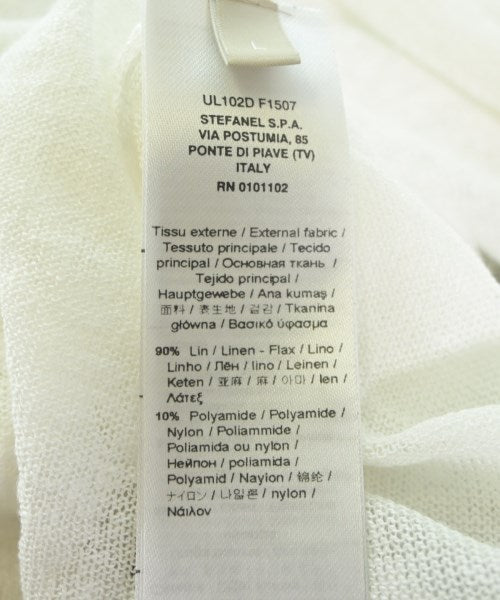 L
UL102D F1507
STEFANEL S.P.A.
VIA POSTUMIA, 85
PONTE DI PIAVE (TV)
ITALY
RN 0101102
Tissu externe / External fabric /
Tessuto principale / Tecido
principal / Основная ткань /
Tejido principal /
Hauptgewebe / Ana kumaş /
面料 / 表生地 / 겉감 / Tkanina
główna / Βασικό ύφασμα
90% Lin / Linen - Flax / Lino /
Linho / Лён / lino / Leinen /
Keten / 亚麻 / 麻 / 아마 / len /
Λάτεξ
10% Polyamide / Polyamide /
Nylon / Poliammide /
Poliamida ou nylon /
Нейлон / poliamida /
Polyamid / Naylon / 锦纶 /
ナイロン / 나일론 / nylon /
Νάιλον